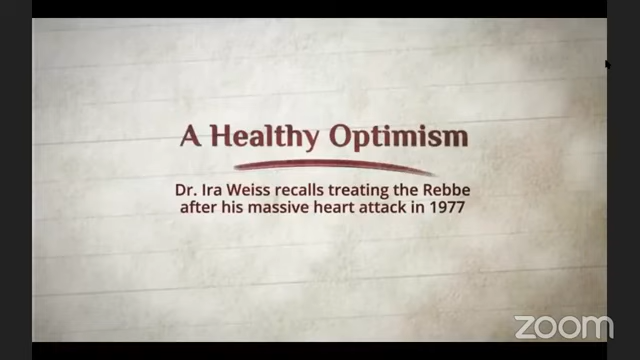 A Healthy Optimism
Dr. Ira Weiss recalls treating the Rebbe
after his massive heart attack in 1977
zoom